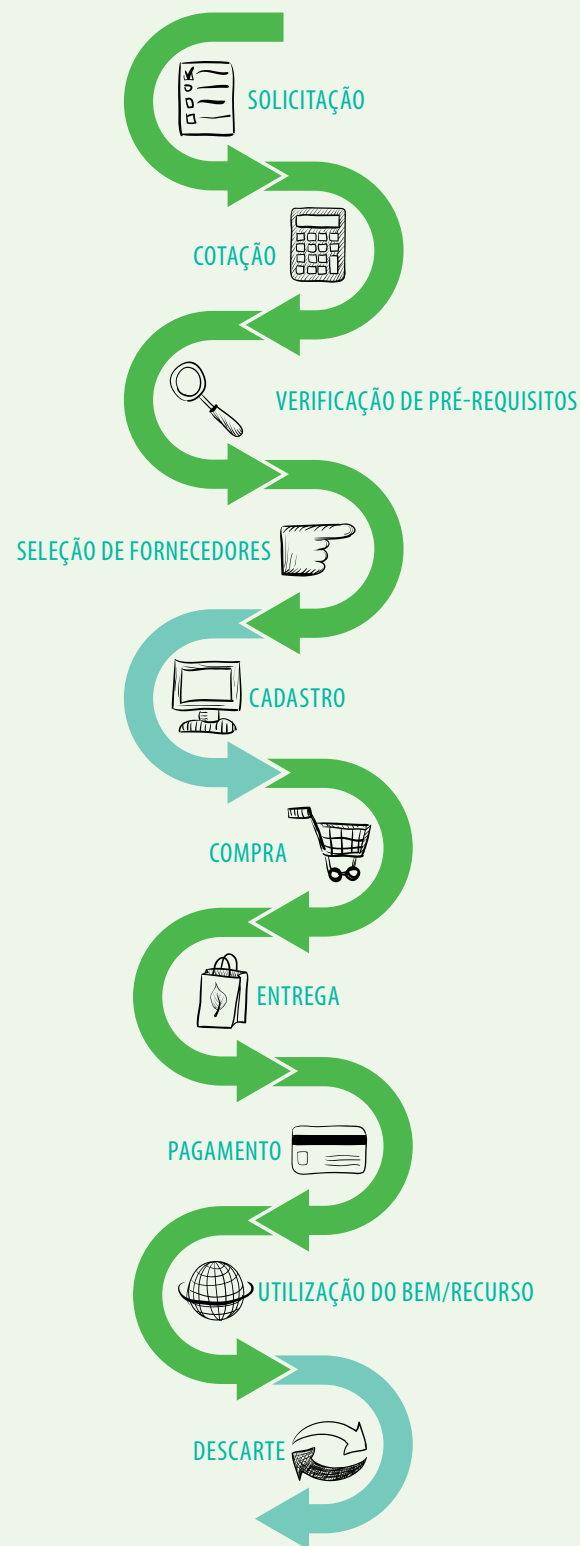 SOLICITAÇÃO
COTAÇÃO
VERIFICAÇÃO DE PRÉ-REQUISITOS
SELEÇÃO DE FORNECEDORES
CADASTRO
COMPRA
ENTREGA
PAGAMENTO
UTILIZAÇÃO DO BEM/RECURSO
DESCARTE